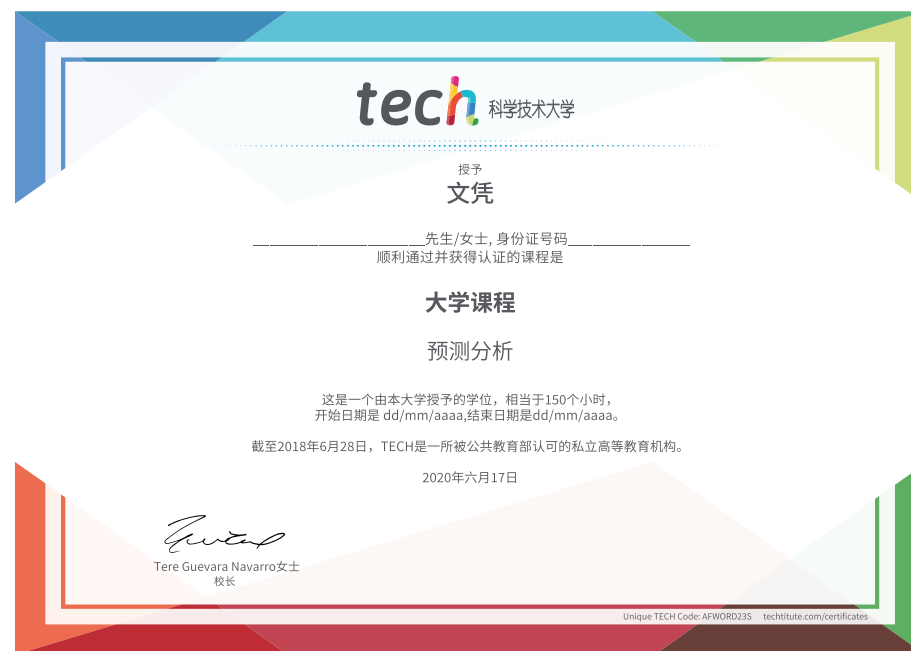 tech 科学技术大学
授予
文凭
______________________先生/女士, 身份证号码_______________
顺利通过并获得认证的课程是
大学课程
预测分析
这是一个由本大学授予的学位，相当于150个小时，
开始日期是 dd/mm/aaaa,结束日期是dd/mm/aaaa。
截至2018年6月28日，TECH是一所被公共教育部认可的私立高等教育机构。
2020年六月17日
Tere Guevara Navarro女士
校长
Unique TECH Code: AFWORD23S techtitute.com/certificates